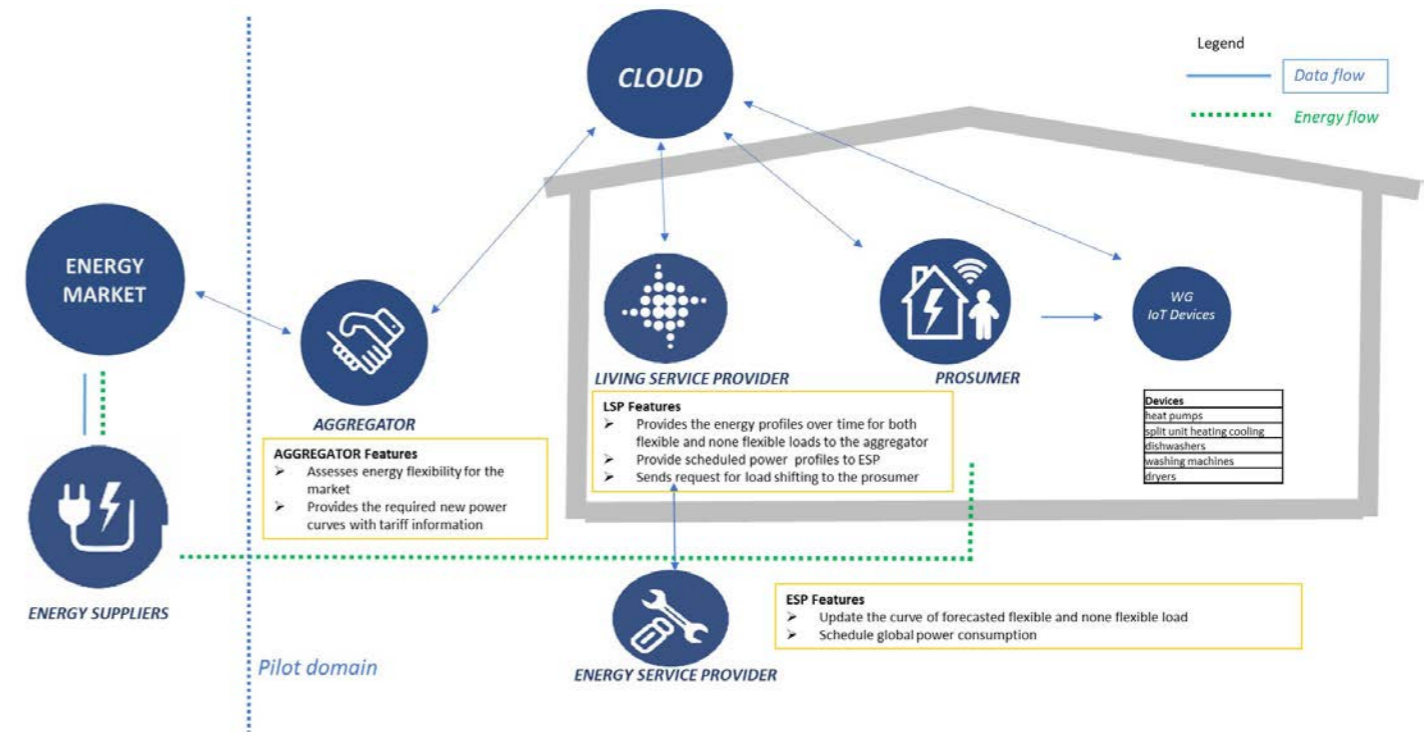 CLOUD
Legend
Data flow
Energy flow
ENERGY
MARKET
WG
IoT Devices
LIVING SERVICE PROVIDER
PROSUMER
AGGREGATOR
LSP Features
➢ Provides the energy profiles over time for both
flexible and none flexible loads to the aggregator
➢ Provide scheduled power profiles to ESP
➢ Sends request for load shifting to the prosumer
Devices
heat pumps
split unit heating cooling
dishwashers
washing machines
dryers
AGGREGATOR Features
➢ Assesses energy flexibility for the
market
➢ Provides the required new power
curves with tariff information
ENERGY SUPPLIERS
ESP Features
➢ Update the curve of forecasted flexible and none flexible load
➢ Schedule global power consumption
Pilot domain
ENERGY SERVICE PROVIDER